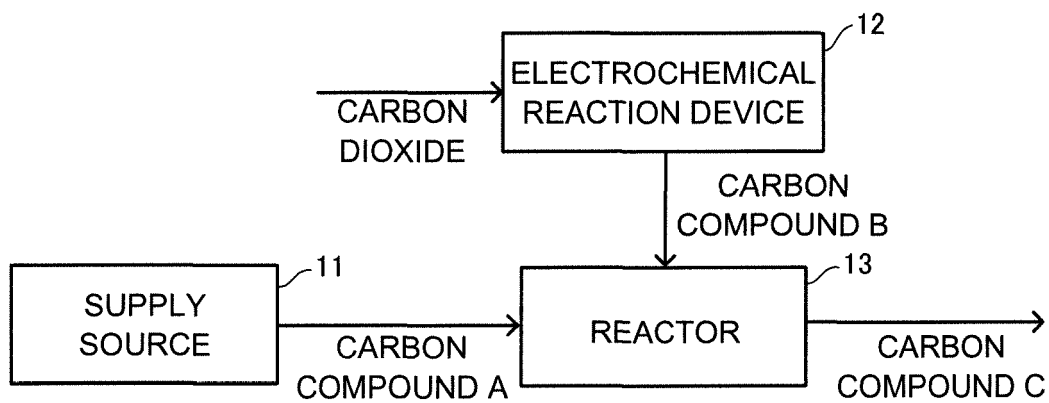 12
ELECTROCHEMICAL
REACTION DEVICE
CARBON
DIOXIDE
CARBON
COMPOUND B
11
SUPPLY
SOURCE
13
REACTOR
CARBON
COMPOUND A
CARBON
COMPOUND C